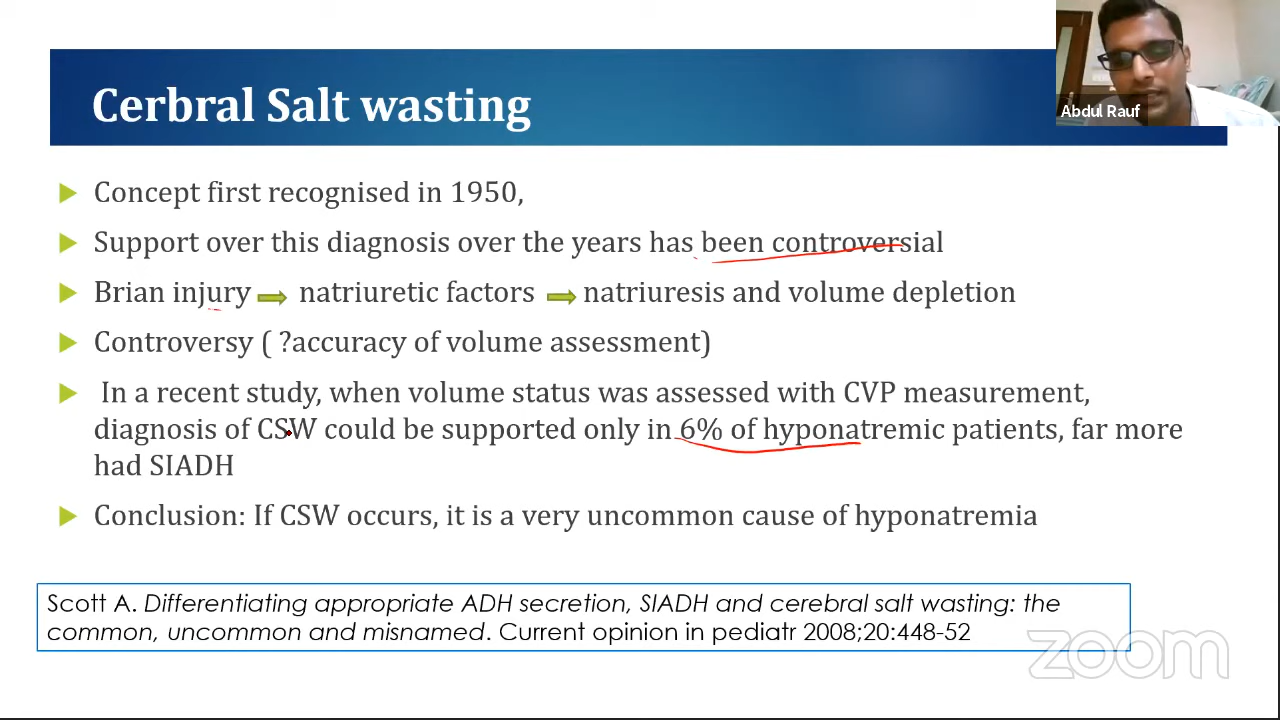 Cerbral Salt wasting
Abdul Rauf
Concept first recognised in 1950,
Support over this diagnosis over the years has been controversial
Brian injury natriuretic factors natriuresis and volume depletion
Controversy ( ?accuracy of volume assessment)
In a recent study, when volume status was assessed with CVP measurement,
diagnosis of CSW could be supported only in 6% of hyponatremic patients, far more
had SIADH
Conclusion: If CSW occurs, it is a very uncommon cause of hyponatremia
Scott A. Differentiating appropriate ADH secretion, SIADH and cerebral salt wasting: the
common, uncommon and misnamed. Current opinion in pediatr 2008;20:448-52
zoom